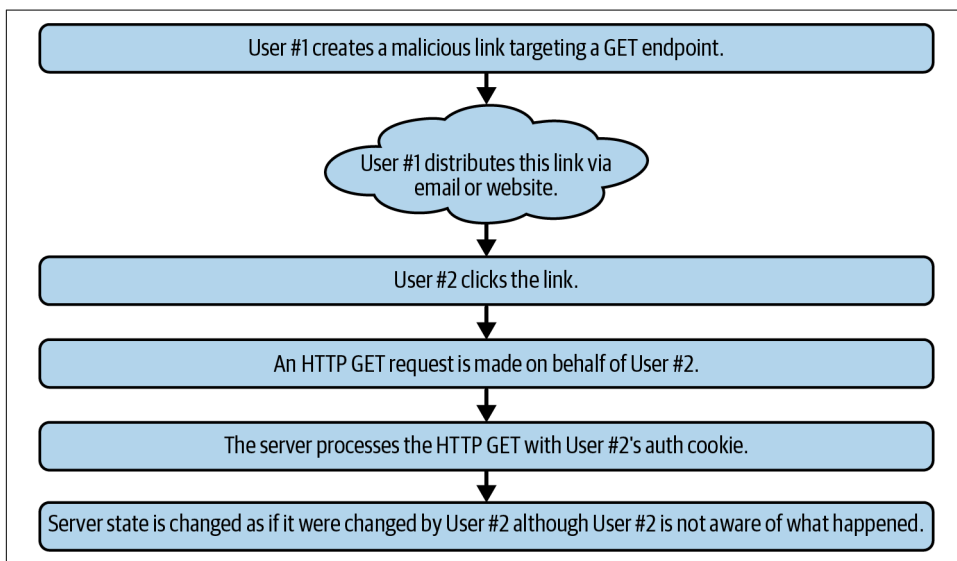 User #1 creates a malicious link targeting a GET endpoint.
User #1 distributes this link via
email or website.
User #2 clicks the link.
An HTTP GET request is made on behalf of User #2.
The server processes the HTTP GET with User #2's auth cookie.
Server state is changed as if it were changed by User #2 although User #2 is not aware of what happened.